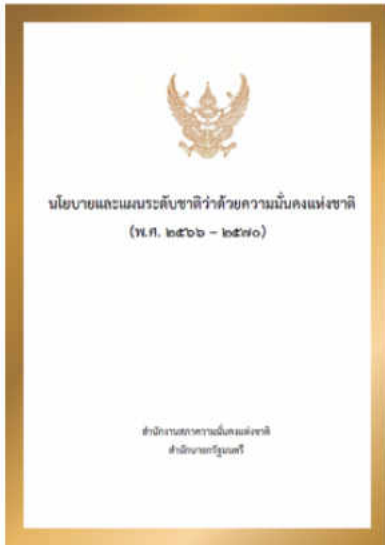 นโยบายและแผนระดับชาติว่าด้วยความมั่นคงแห่งชาติ
(พ.ศ. ๒๕๖๖ – ๒๕๗๐)
สำนักงานสภาความมั่นคงแห่งชาติ
สำนักนายกรัฐมนตรี